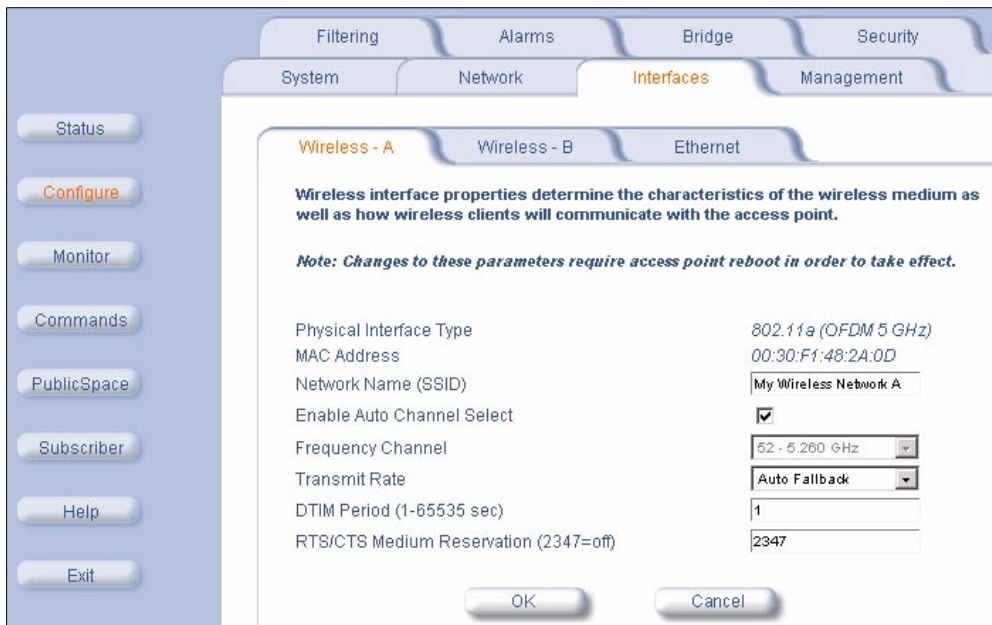 Filtering Alarms Bridge Security
System Network Interfaces Management
Status
Configure
Monitor
Commands
PublicSpace
Subscriber
Help
Exit
Wireless - A Wireless - B Ethernet
Wireless interface properties determine the characteristics of the wireless medium as
well as how wireless clients will communicate with the access point.
Note: Changes to these parameters require access point reboot in order to take effect.
Physical Interface Type 802.11a (OFDM 5 GHz)
MAC Address 00:30:F1:48:2A:0D
Network Name (SSID) My Wireless Network A
Enable Auto Channel Select
Frequency Channel 52 - 5.260 GHz
Transmit Rate Auto Fallback
DTIM Period (1-65535 sec) 1
RTS/CTS Medium Reservation (2347=off) 2347
OK Cancel